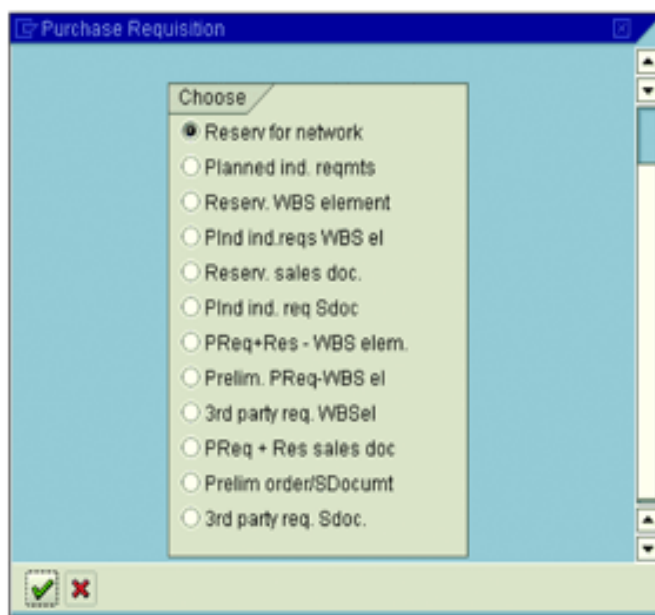 Purchase Requisition
Choose
Reserv for network
Planned ind. reqmts
Reserv. WBS element
Plnd ind.reqs WBS el
Reserv. sales doc.
Plnd ind. req Sdoc
PReq+Res - WBS elem.
Prelim. PReq-WBS el
3rd party req. WBSel
PReq + Res sales doc
Prelim order/SDocumt
3rd party req. Sdoc.